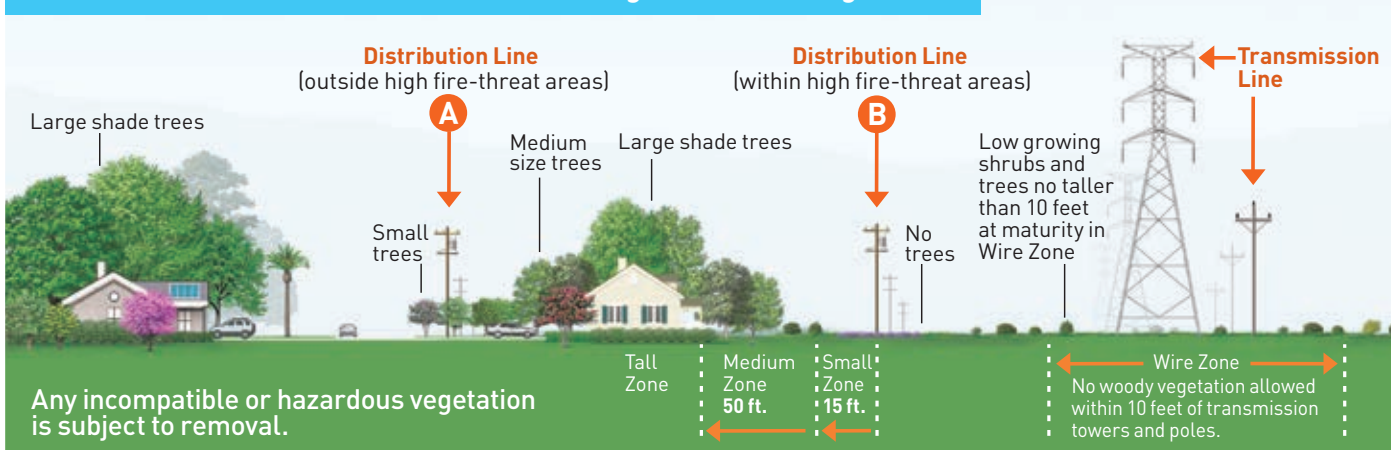 Distribution Line
(outside high fire-threat areas)
A
Distribution Line
(within high fire-threat areas)
B
Transmission
Line
Large shade trees
Medium
size trees
Large shade trees
Small
trees
No
trees
Low growing
shrubs and
trees no taller
than 10 feet
at maturity in
Wire Zone
Any incompatible or hazardous vegetation
is subject to removal.
Tall
Zone
Medium
Zone
50 ft.
Small
Zone
15 ft.
Wire Zone
No woody vegetation allowed
within 10 feet of transmission
towers and poles.